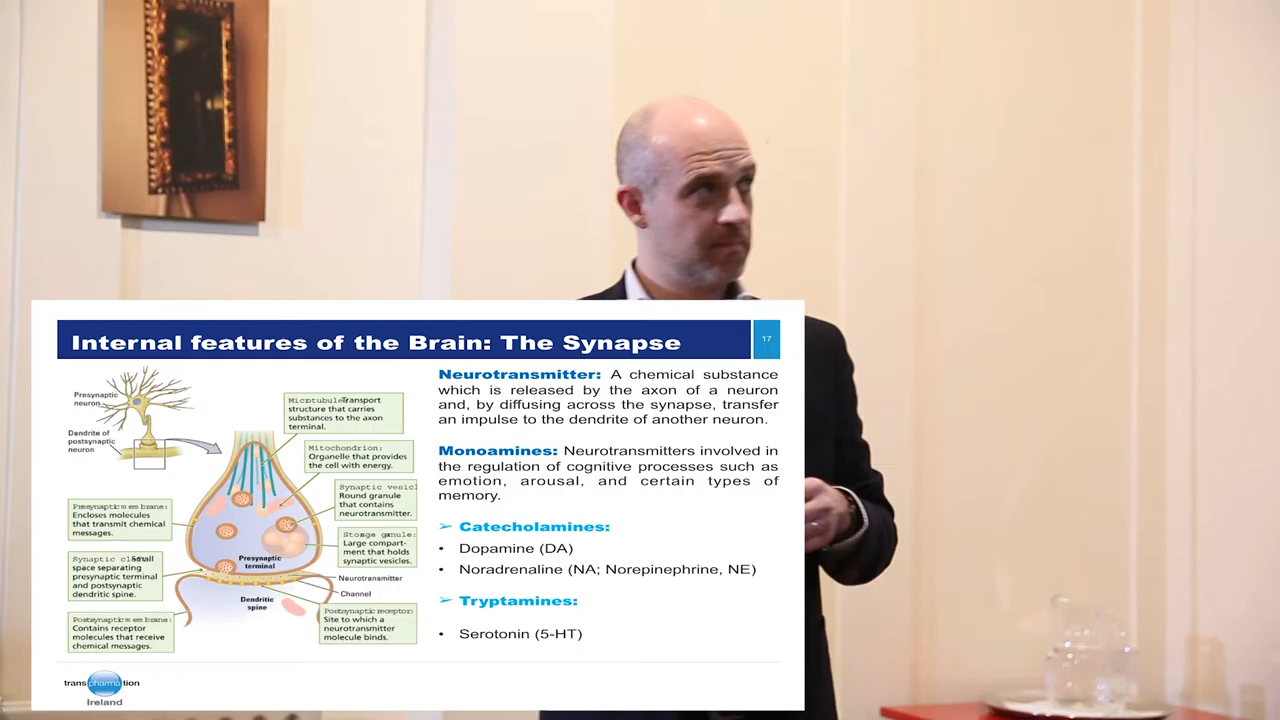 Internal features of the Brain: The Synapse
17
Presynaptic
neuron
Dendrite of
postsynaptic
neuron
Transport
structure that carries
substances to the axon
terminal.
Mitochondrion:
Organelle that provides
the cell with energy.
Synaptic vesicl
Round granule
that contains
neurotransmitter.
Storage granule:
Large compart-
ment that holds
synaptic vesicles.
Presynaptic membrane:
Encloses molecules
that transmit chemical
messages.
Synaptic
space separating
presynaptic terminal
and postsynaptic
dendritic spine.
Postsynaptic membrane:
Contains receptor
molecules that receive
chemical messages.
Presynaptic
terminal
Neurotransmitter
Channel
Dendritic
spine
Postsynaptic receptor:
Site to which a
neurotransmitter
molecule binds.
Neurotransmitter: A chemical substance
which is released by the axon of a neuron
and, by diffusing across the synapse, transfer
an impulse to the dendrite of another neuron.
Monoamines: Neurotransmitters involved in
the regulation of cognitive processes such as
emotion, arousal, and certain types of
memory.
➢ Catecholamines:
• Dopamine (DA)
• Noradrenaline (NA; Norepinephrine, NE)
➢ Tryptamines:
• Serotonin (5-HT)
transpharmation
Ireland